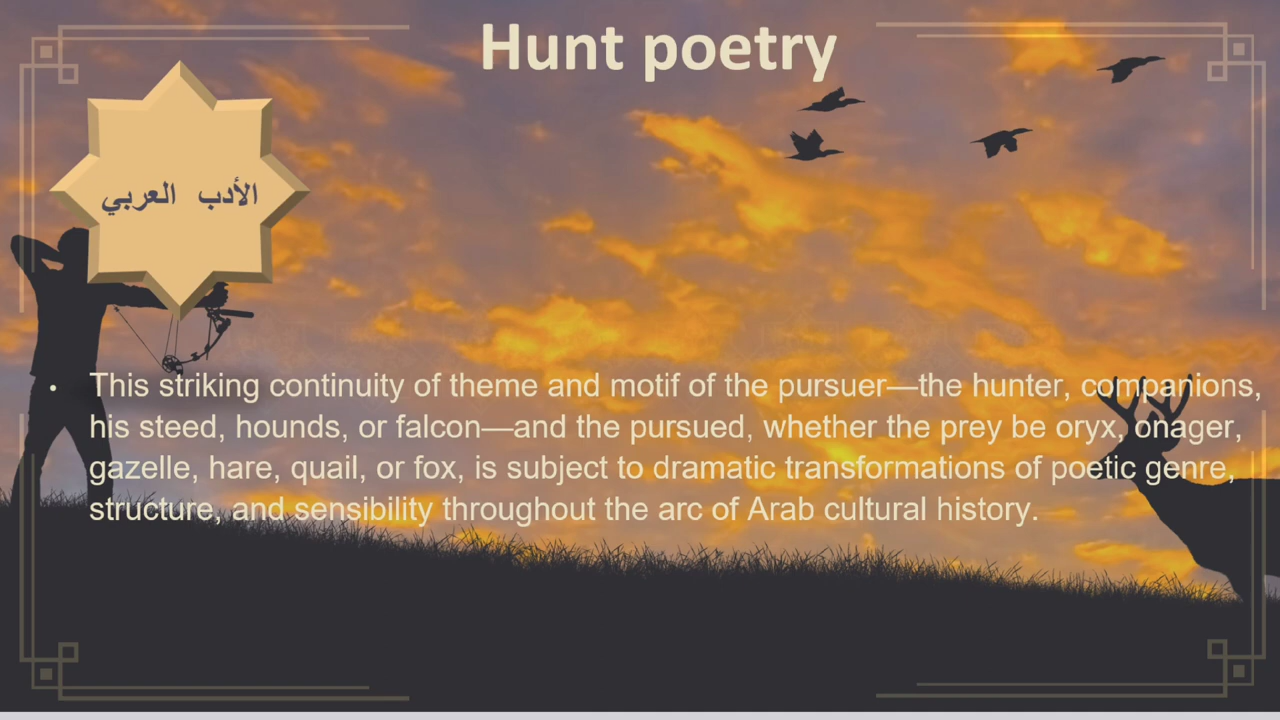 Hunt poetry
الأدب العربي
• This striking continuity of theme and motif of the pursuer—the hunter, companions,
his steed, hounds, or falcon—and the pursued, whether the prey be oryx, onager,
gazelle, hare, quail, or fox, is subject to dramatic transformations of poetic genre,
structure, and sensibility throughout the arc of Arab cultural history.